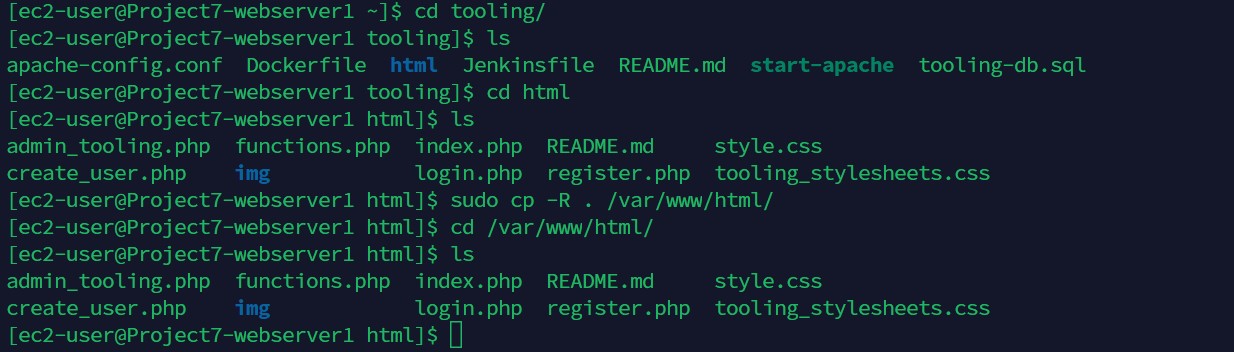 [ec2-user@Project7-webserver1 ~]$ cd tooling/
[ec2-user@Project7-webserver1 tooling]$ ls
apache-config.conf  Dockerfile  html  Jenkinsfile  README.md  start-apache  tooling-db.sql
[ec2-user@Project7-webserver1 tooling]$ cd html
[ec2-user@Project7-webserver1 html]$ ls
admin_tooling.php  functions.php  index.php  README.md     style.css
create_user.php    img            login.php  register.php  tooling_stylesheets.css
[ec2-user@Project7-webserver1 html]$ sudo cp -R . /var/www/html/
[ec2-user@Project7-webserver1 html]$ cd /var/www/html/
[ec2-user@Project7-webserver1 html]$ ls
admin_tooling.php  functions.php  index.php  README.md     style.css
create_user.php    img            login.php  register.php  tooling_stylesheets.css
[ec2-user@Project7-webserver1 html]$